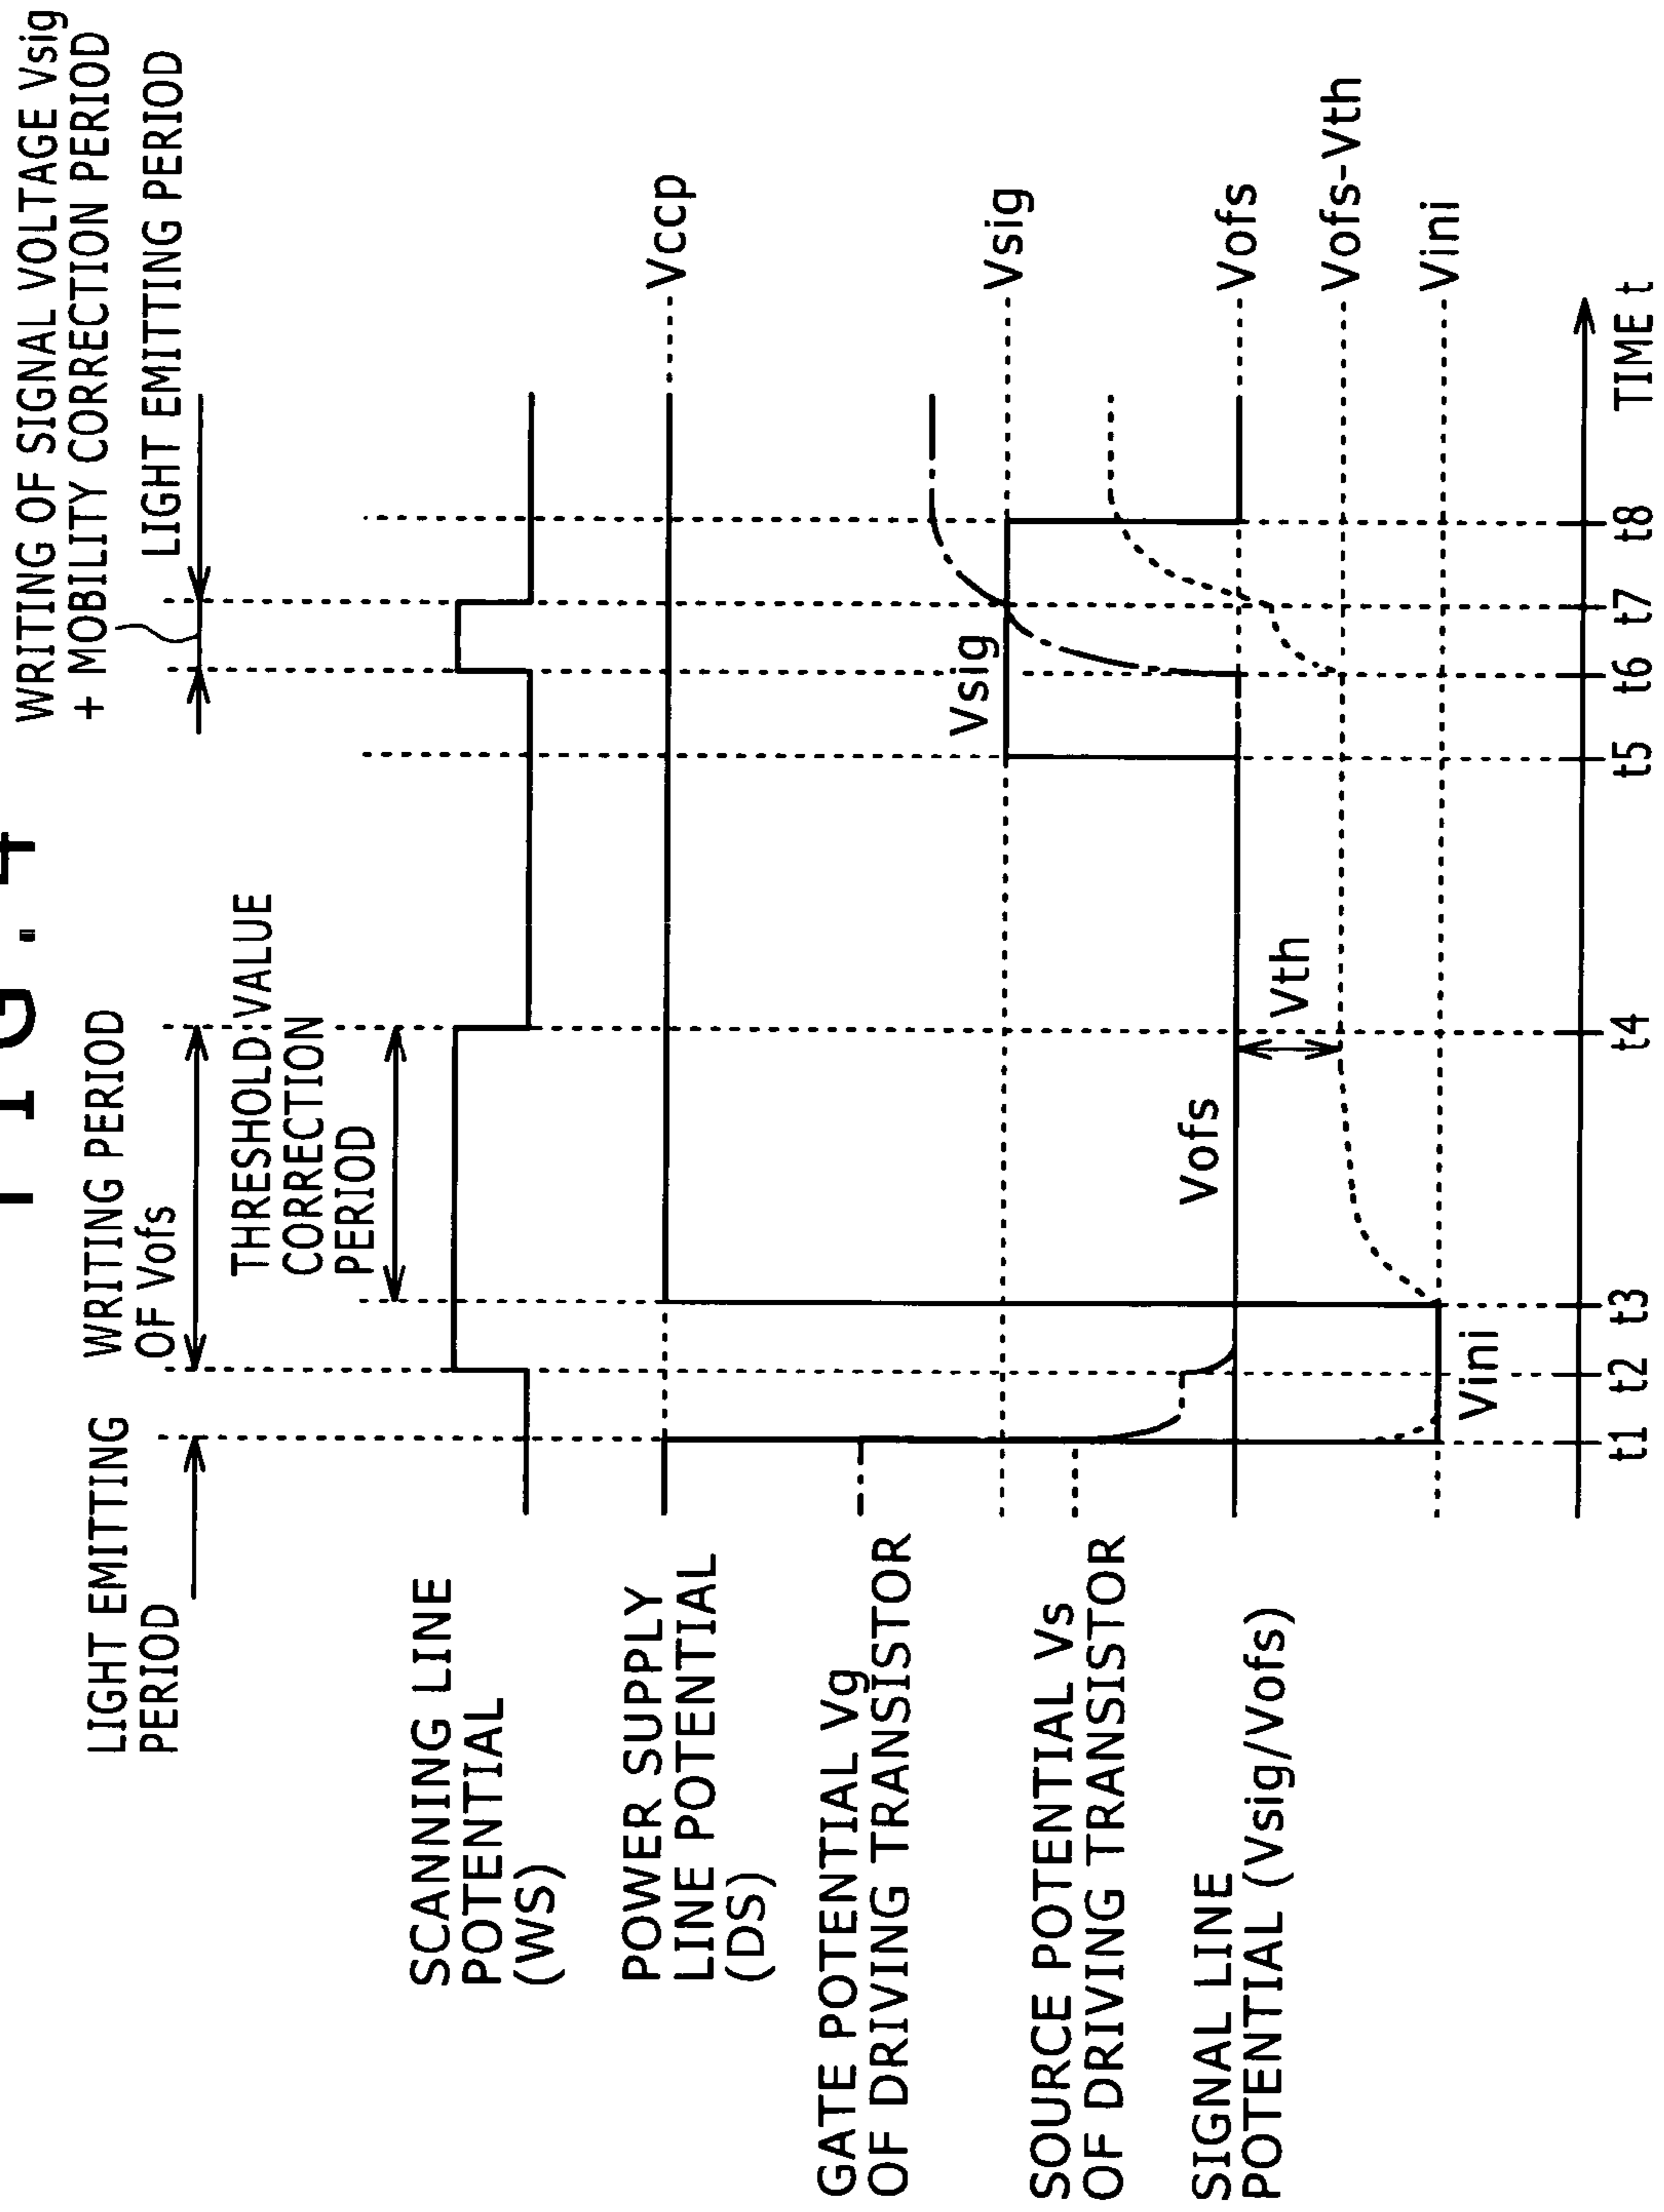 FIG. 4
LIGHT EMITTING
PERIOD
WRITING PERIOD
OF Vofs
THRESHOLD VALUE
CORRECTION
PERIOD
WRITING OF SIGNAL VOLTAGE Vsig
+ MOBILITY CORRECTION PERIOD
LIGHT EMITTING PERIOD
SCANNING LINE
POTENTIAL
(WS)
POWER SUPPLY
LINE POTENTIAL
(DS)
Vccp
GATE POTENTIAL Vg
OF DRIVING TRANSISTOR
Vsig
Vsig
SOURCE POTENTIAL Vs
OF DRIVING TRANSISTOR
SIGNAL LINE
POTENTIAL (Vsig/Vofs)
Vofs
Vofs
Vth
Vofs-Vth
Vini
Vini
t1 t2 t3 t4 t5 t6 t7 t8 TIME t